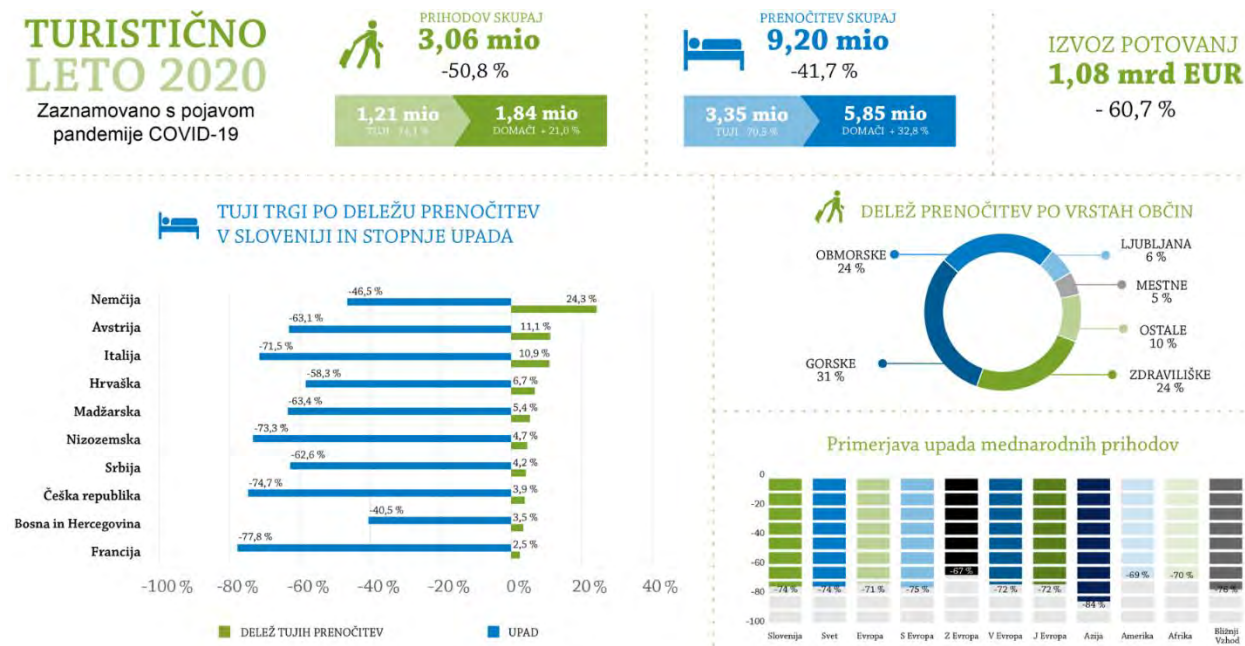 TURISTIČNO
LETO 2020
Zaznamovano s pojavom
pandemije COVID-19
PRIHODOV SKUPAJ
3,06 mio
-50,8 %
1,21 mio
TUJI - 74,1 %
1,84 mio
DOMAČI + 21,0 %
PRENOČITEV SKUPAJ
9,20 mio
-41,7 %
3,35 mio
TUJI - 70,5 %
5,85 mio
DOMAČI + 32,8 %
IZVOZ POTOVANJ
1,08 mrd EUR
- 60,7 %
TUJI TRGI PO DELEŽU PRENOČITEV
V SLOVENIJI IN STOPNJE UPADA
Nemčija -46,5 % 24,3 %
Avstrija -63,1 % 11,1 %
Italija -71,5 % 10,9 %
Hrvaška -58,3 % 6,7 %
Madžarska -63,4 % 5,4 %
Nizozemska -73,3 % 4,7 %
Srbija -62,6 % 4,2 %
Češka republika -74,7 % 3,9 %
Bosna in Hercegovina -40,5 % 3,5 %
Francija -77,8 % 2,5 %
-100 % -80 % -60 % -40 % -20 % 0 % 20 % 40 %
DELEŽ TUJIH PRENOČITEV UPAD
DELEŽ PRENOČITEV PO VRSTAH OBČIN
OBMORSKE
24 %
LJUBLJANA
6 %
MESTNE
5 %
OSTALE
10 %
GORSKE
31 %
ZDRAVILIŠKE
24 %
Primerjava upada mednarodnih prihodov
0
-20
-40
-60
-80
-100
-74 % -74 % -71 % -75 % -67 % -72 % -72 % -84 % -69 % -70 % -76 %
Slovenija Svet Evropa S Evropa Z Evropa V Evropa J Evropa Azija Amerika Afrika Bližnji
Vzhod